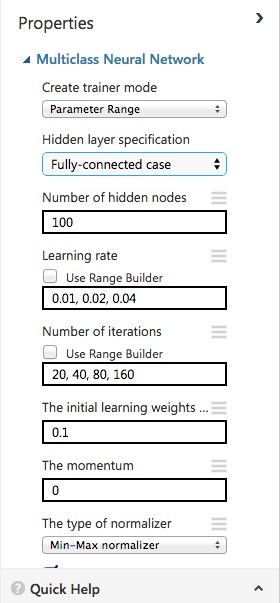 Properties
Multiclass Neural Network
Create trainer mode
Parameter Range
Hidden layer specification
Fully-connected case
Number of hidden nodes
100
Learning rate
Use Range Builder
0.01, 0.02, 0.04
Number of iterations
Use Range Builder
20, 40, 80, 160
The initial learning weights ...
0.1
The momentum
0
The type of normalizer
Min-Max normalizer
Quick Help